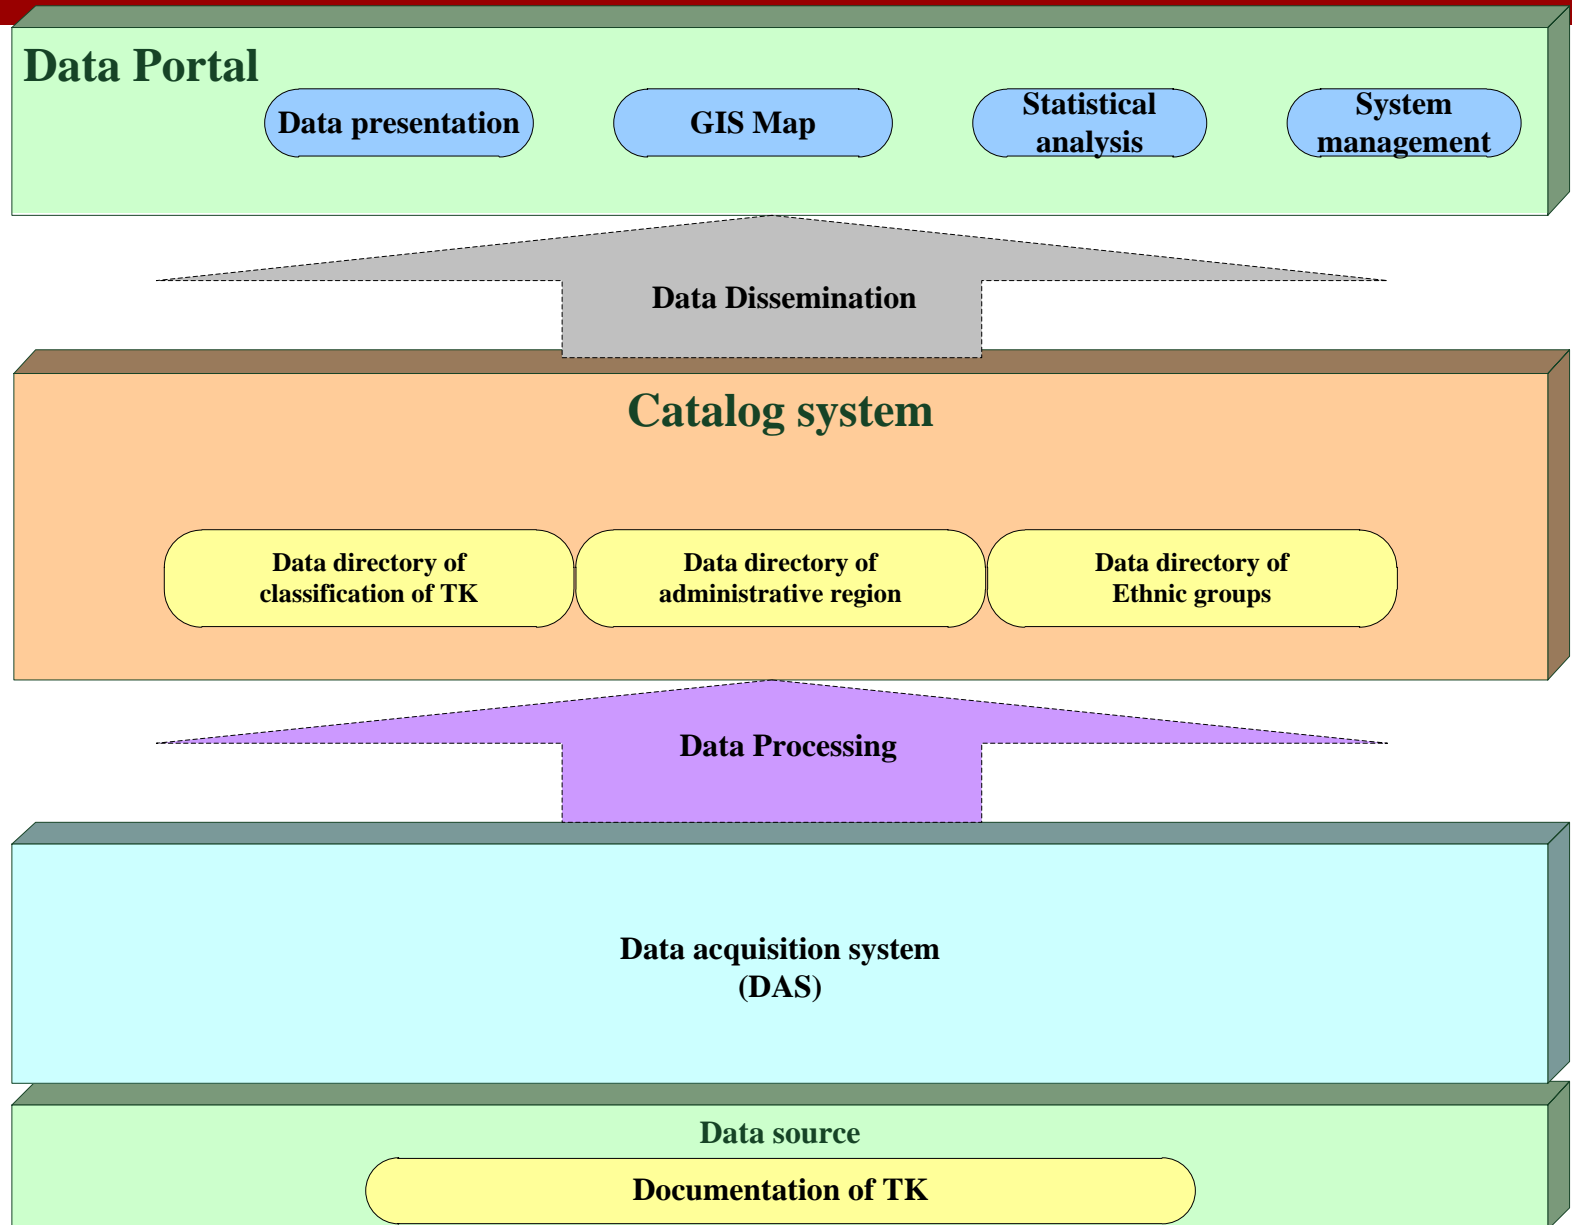 Data Portal
Data presentation
GIS Map
Statistical
analysis
System
management
Data Dissemination
Catalog system
Data directory of
classification of TK
Data directory of
administrative region
Data directory of
Ethnic groups
Data Processing
Data acquisition system
(DAS)
Data source
Documentation of TK